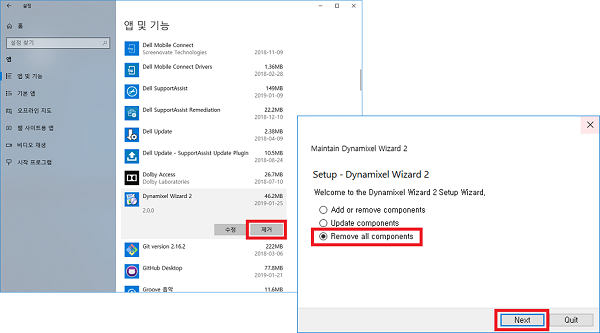 설정
홈
설정 찾기
앱
앱 및 기능
기본 앱
오프라인 지도
웹 사이트용 앱
비디오 재생
시작 프로그램
앱 및 기능
Dell Mobile Connect
Screenovate Technologies 2018-11-09
Dell Mobile Connect Drivers 1.36MB
2018-02-28
Dell SupportAssist 149MB
2019-01-09
Dell SupportAssist Remediation 22.2MB
2018-12-10
Dell Update 2.38MB
2018-04-09
Dell Update - SupportAssist Update Plugin 10.5MB
2018-08-24
Dolby Access 26.7MB
Dolby Laboratories 2018-07-10
Dynamixel Wizard 2 46.2MB
2019-01-25
2.0.0
수정 제거
Git version 2.16.2 222MB
2018-03-06
GitHub Desktop 77.8MB
2019-01-21
Groove 음악 11.6MB
Maintain Dynamixel Wizard 2
Setup - Dynamixel Wizard 2
Welcome to the Dynamixel Wizard 2 Setup Wizard.
Add or remove components
Update components
Remove all components
Next Quit